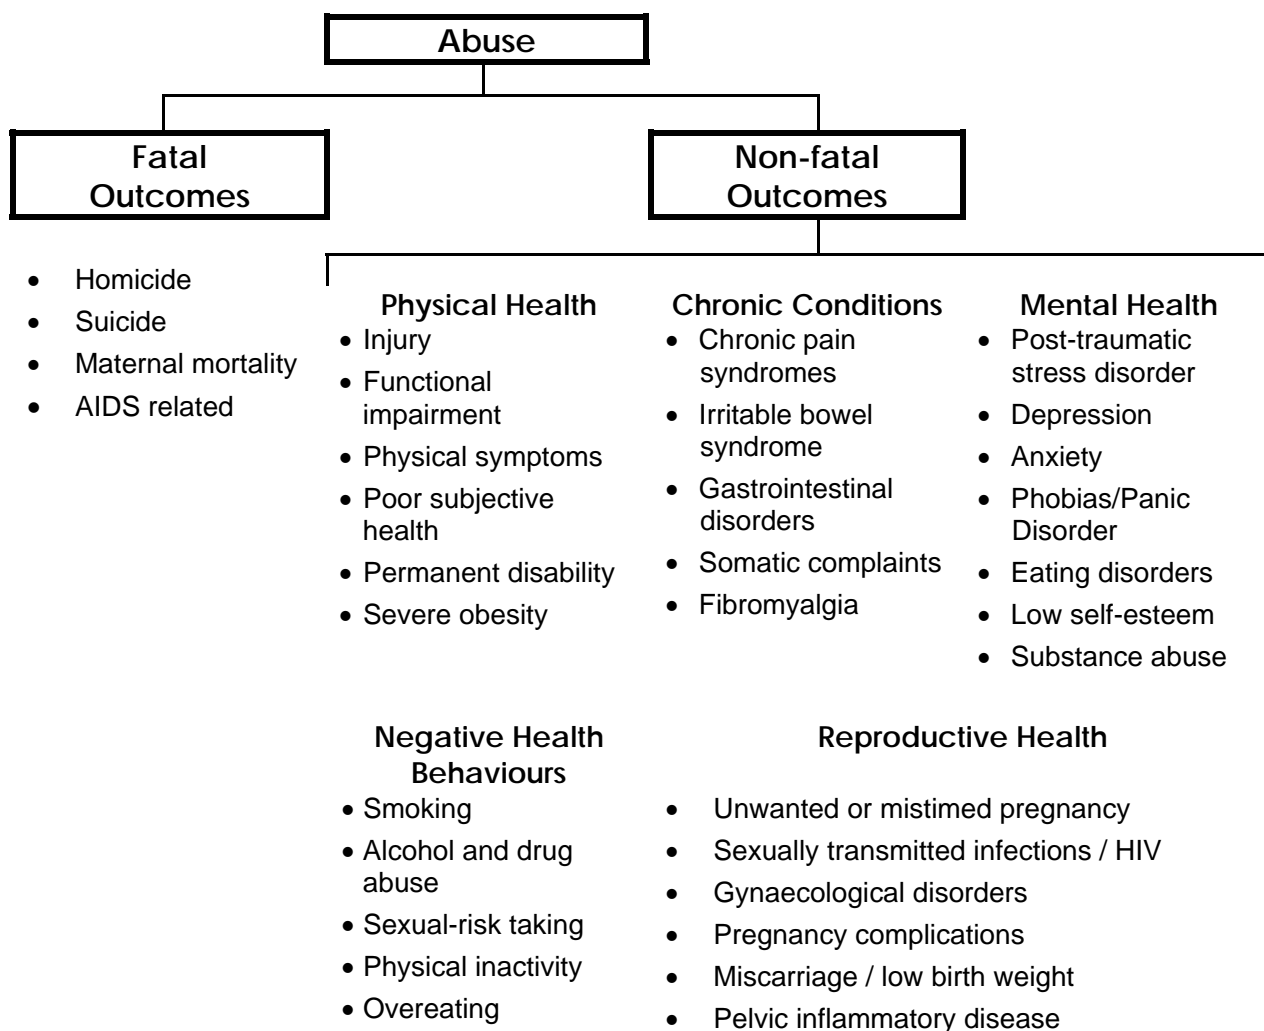 Abuse
Fatal
Outcomes
Non-fatal
Outcomes
• Homicide
• Suicide
• Maternal mortality
• AIDS related
Physical Health
• Injury
• Functional
impairment
• Physical symptoms
• Poor subjective
health
• Permanent disability
• Severe obesity
Chronic Conditions
• Chronic pain
syndromes
• Irritable bowel
syndrome
• Gastrointestinal
disorders
• Somatic complaints
• Fibromyalgia
Mental Health
• Post-traumatic
stress disorder
• Depression
• Anxiety
• Phobias/Panic
Disorder
• Eating disorders
• Low self-esteem
• Substance abuse
Negative Health
Behaviours
• Smoking
• Alcohol and drug
abuse
• Sexual-risk taking
• Physical inactivity
• Overeating
Reproductive Health
• Unwanted or mistimed pregnancy
• Sexually transmitted infections / HIV
• Gynaecological disorders
• Pregnancy complications
• Miscarriage / low birth weight
• Pelvic inflammatory disease